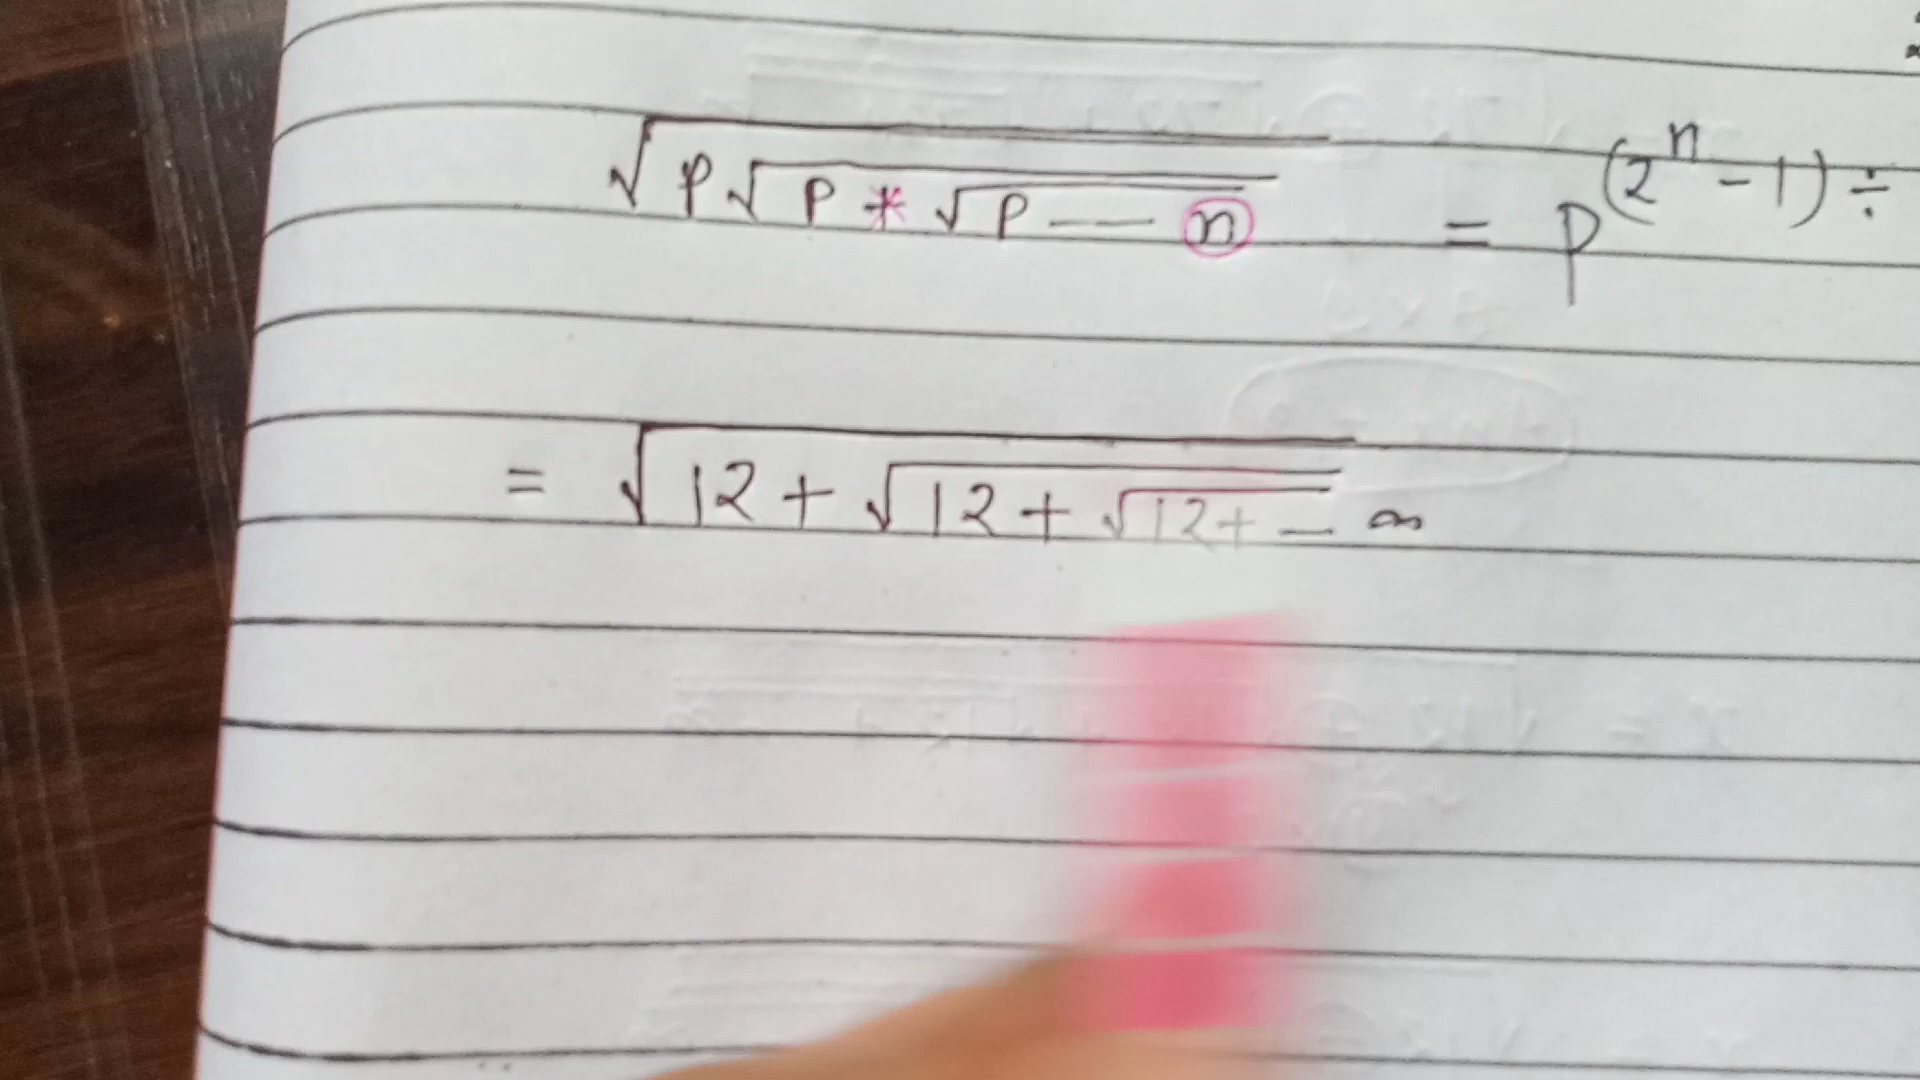 √p√p*√p — n = p^(2^n - 1) ÷
= √12 + √12 + √12 + — ∞